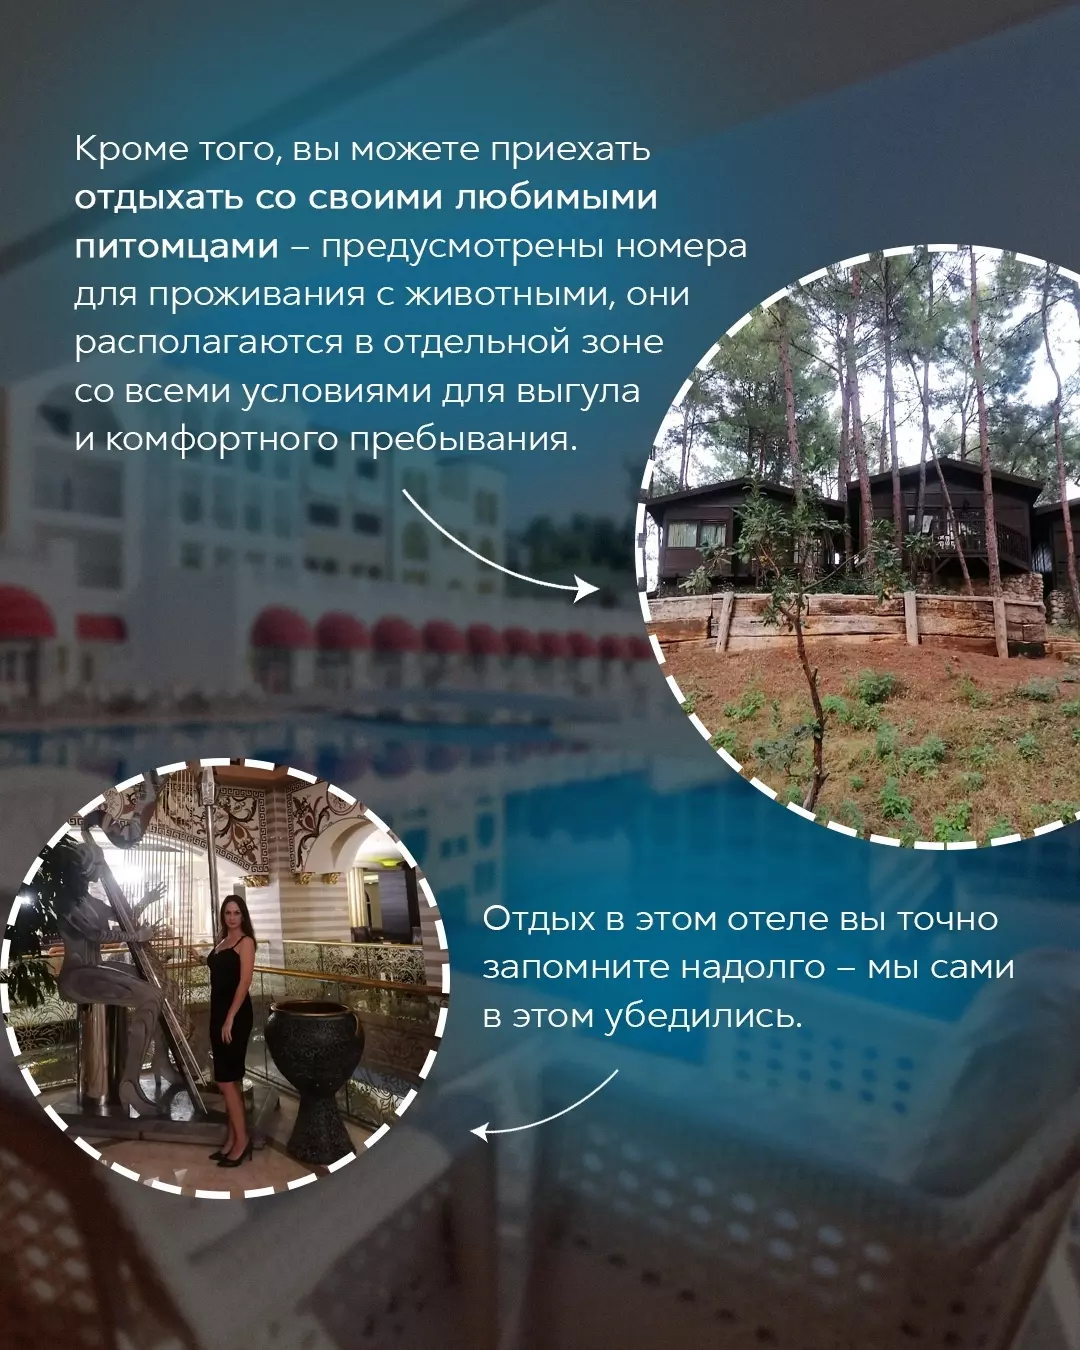 Кроме того, вы можете приехать
отдыхать со своими любимыми
питомцами – предусмотрены номера
для проживания с животными, они
располагаются в отдельной зоне
со всеми условиями для выгула
и комфортного пребывания.
Отдых в этом отеле вы точно
запомните надолго – мы сами
в этом убедились.